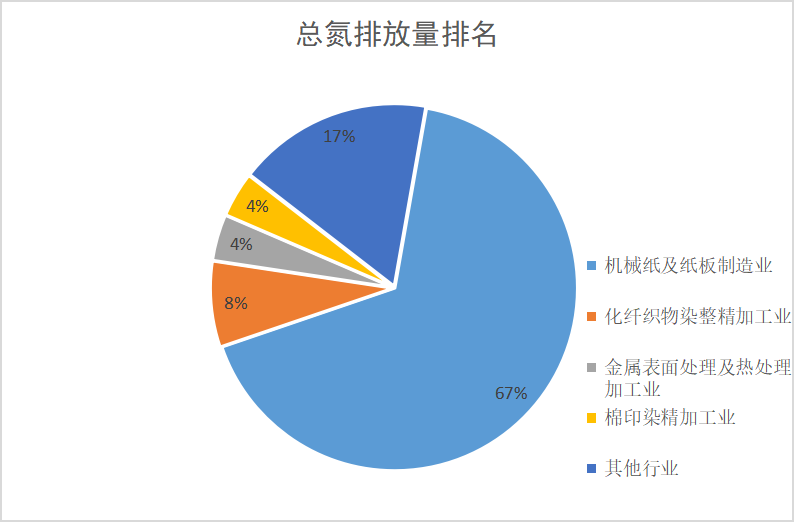 总氮排放量排名
17%
4%
4%
8%
67%
机械纸及纸板制造业
化纤织物染整精加工业
金属表面处理及热处理
加工业
棉印染精加工业
其他行业